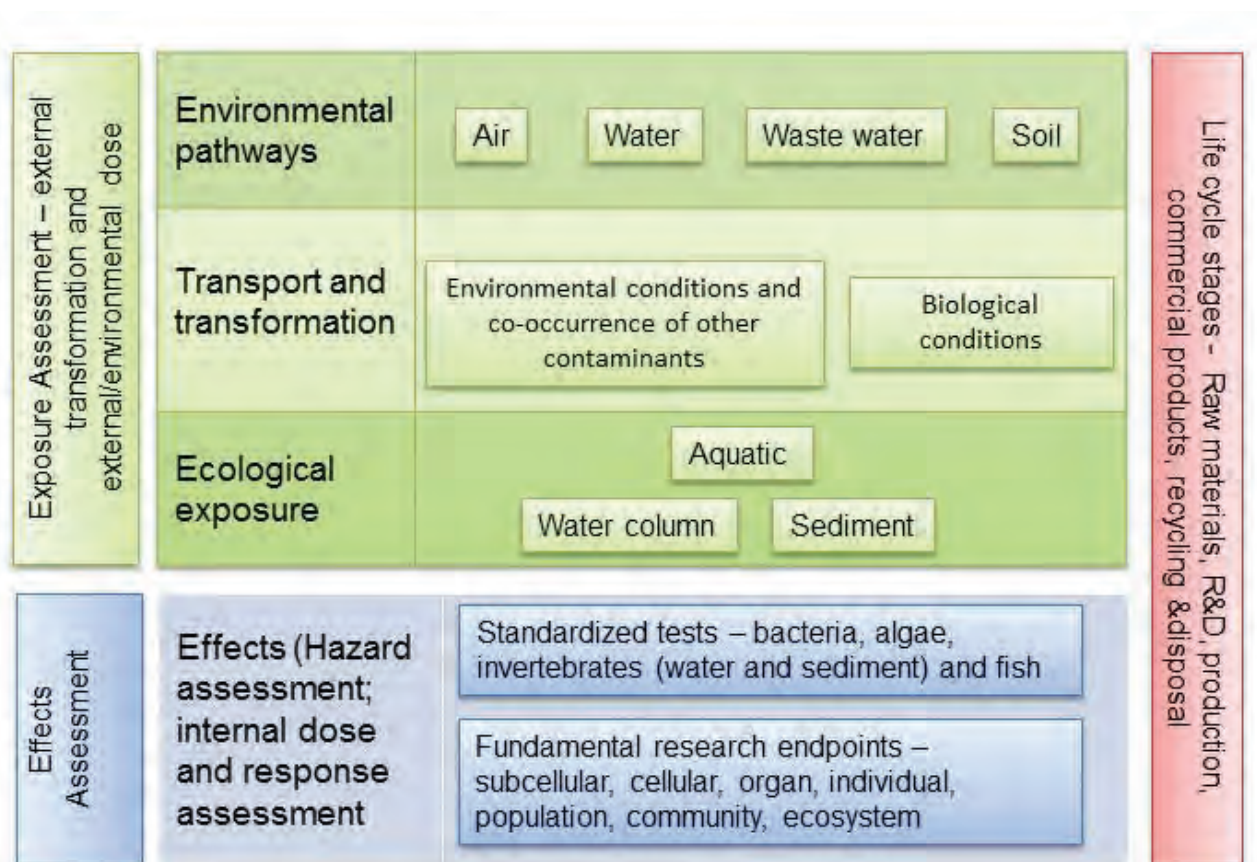 Exposure Assessment – external
transformation and
external/environmental dose
Environmental
pathways
Air
Water
Waste water
Soil
Transport and
transformation
Environmental conditions and
co-occurrence of other
contaminants
Biological
conditions
Ecological
exposure
Aquatic
Water column
Sediment
Effects
Assessment
Effects (Hazard
assessment;
internal dose
and response
assessment
Standardized tests – bacteria, algae,
invertebrates (water and sediment) and fish
Fundamental research endpoints –
subcellular, cellular, organ, individual,
population, community, ecosystem
Life cycle stages - Raw materials, R&D, production,
commercial products, recycling &disposal